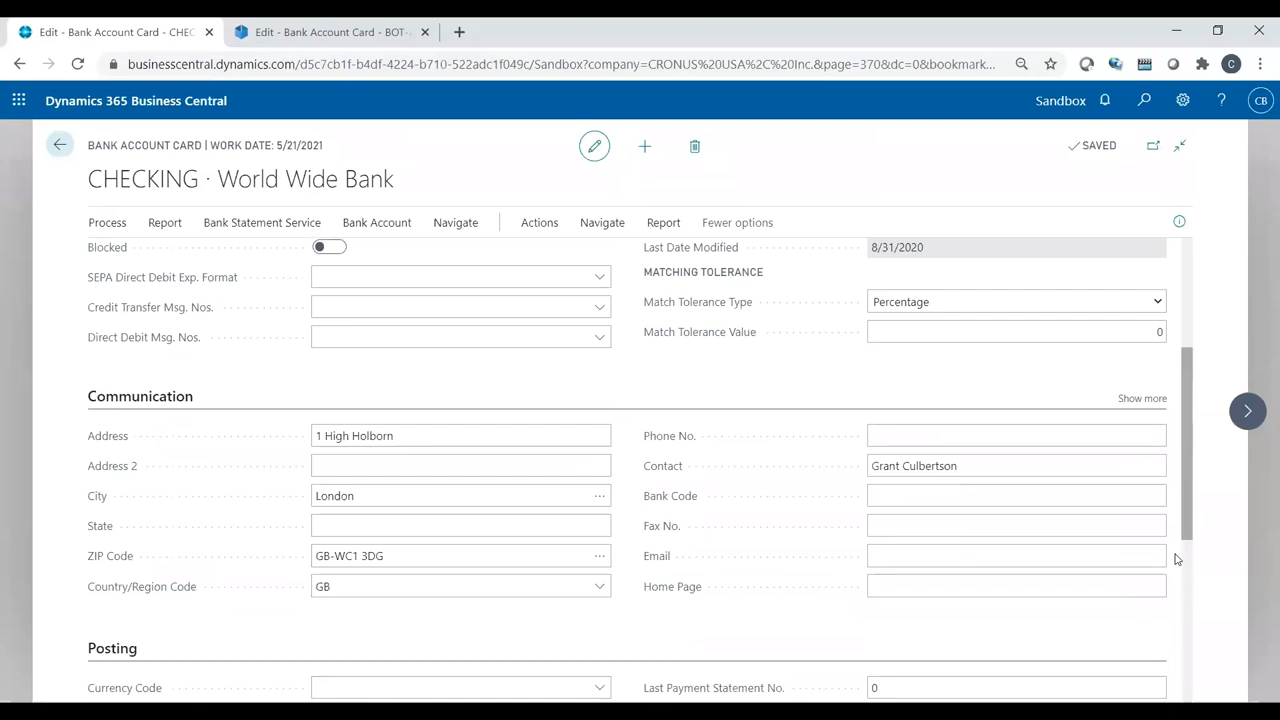 Edit - Bank Account Card - CHEC
Edit - Bank Account Card - BOT-
businesscentral.dynamics.com/d5c7cb1f-b4df-4224-b710-522adc1f049c/Sandbox?company=CRONUS%20USA%2C%20Inc.&page=370&dc=0&bookmark...
C
Dynamics 365 Business Central
Sandbox
?
CB
BANK ACCOUNT CARD | WORK DATE: 5/21/2021
SAVED
CHECKING · World Wide Bank
Process Report Bank Statement Service Bank Account Navigate Actions Navigate Report Fewer options
Blocked
Last Date Modified 8/31/2020
SEPA Direct Debit Exp. Format
MATCHING TOLERANCE
Credit Transfer Msg. Nos.
Match Tolerance Type Percentage
Direct Debit Msg. Nos.
Match Tolerance Value 0
Communication
Show more
Address 1 High Holborn
Phone No.
Address 2
Contact Grant Culbertson
City London ...
Bank Code
State
Fax No.
ZIP Code GB-WC1 3DG ...
Email
Country/Region Code GB
Home Page
Posting
Currency Code
Last Payment Statement No. 0